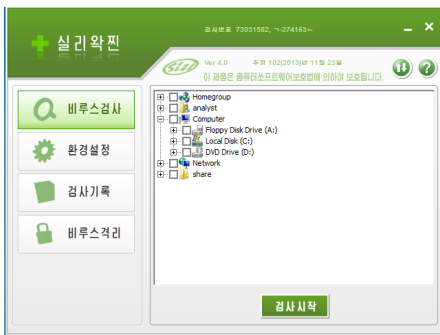 실리왁찐
검사번호 73031582, ㄱ-274163ㄴ
Sili
Ver 4.0 주체 102(2013)년 11월 23일
이 제품은 콤퓨터쏘프트웨어보호법에 의하여 보호됩니다.
비루스검사
환경설정
검사기록
비루스격리
Homegroup
analyst
Computer
Floppy Disk Drive (A:)
Local Disk (C:)
DVD Drive (D:)
Network
share
검사시작